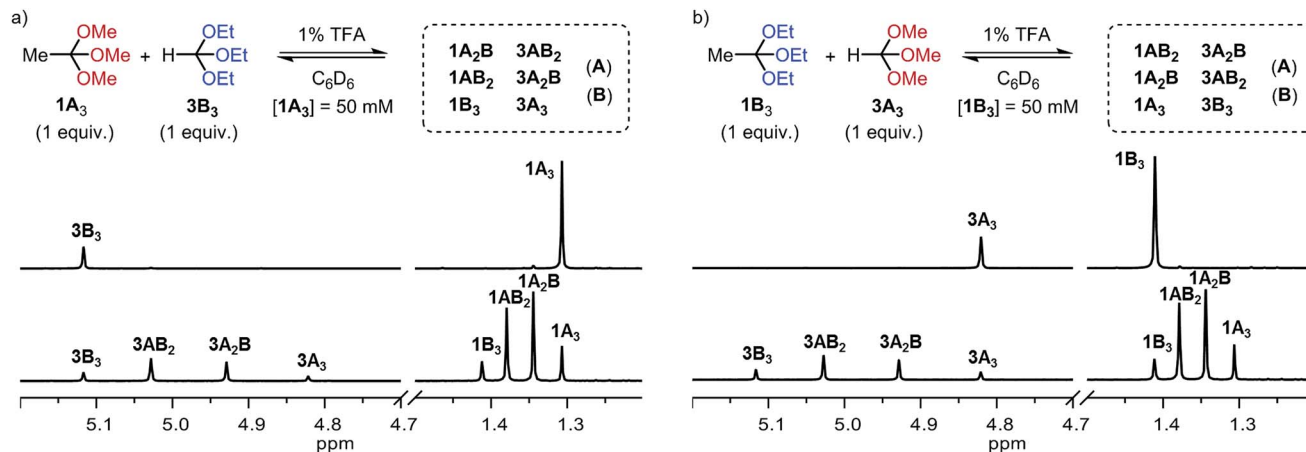 a)
OMe
Me
OMe
OMe
1A₃
(1 equiv.)
+
OEt
H
OEt
OEt
3B₃
(1 equiv.)
1% TFA
C₆D₆
[1A₃] = 50 mM
1A₂B 3AB₂
1AB₂ 3A₂B
1B₃ 3A₃
(A)
(B)
3B₃
1A₃
3B₃
3AB₂
3A₂B
3A₃
1B₃
1AB₂
1A₂B
1A₃
5.1 5.0 4.9 4.8 4.7 1.4 1.3
ppm
b)
OEt
Me
OEt
OEt
1B₃
(1 equiv.)
+
OMe
H
OMe
OMe
3A₃
(1 equiv.)
1% TFA
C₆D₆
[1B₃] = 50 mM
1AB₂ 3A₂B
1A₂B 3AB₂
1A₃ 3B₃
(A)
(B)
3A₃
1B₃
3B₃
3AB₂
3A₂B
3A₃
1B₃
1AB₂
1A₂B
1A₃
5.1 5.0 4.9 4.8 4.7 1.4 1.3
ppm